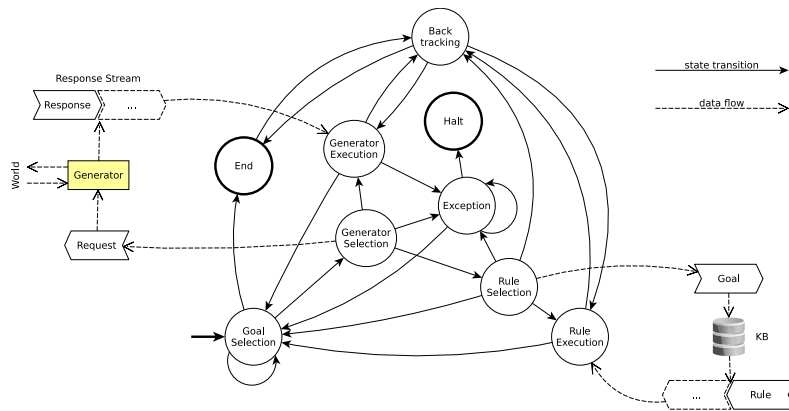 Back
tracking
state transition
data flow
Response Stream
Response
...
Halt
Generator
Execution
End
World
Generator
Exception
Generator
Selection
Request
Rule
Selection
Goal
Goal
Selection
Rule
Execution
KB
...
Rule